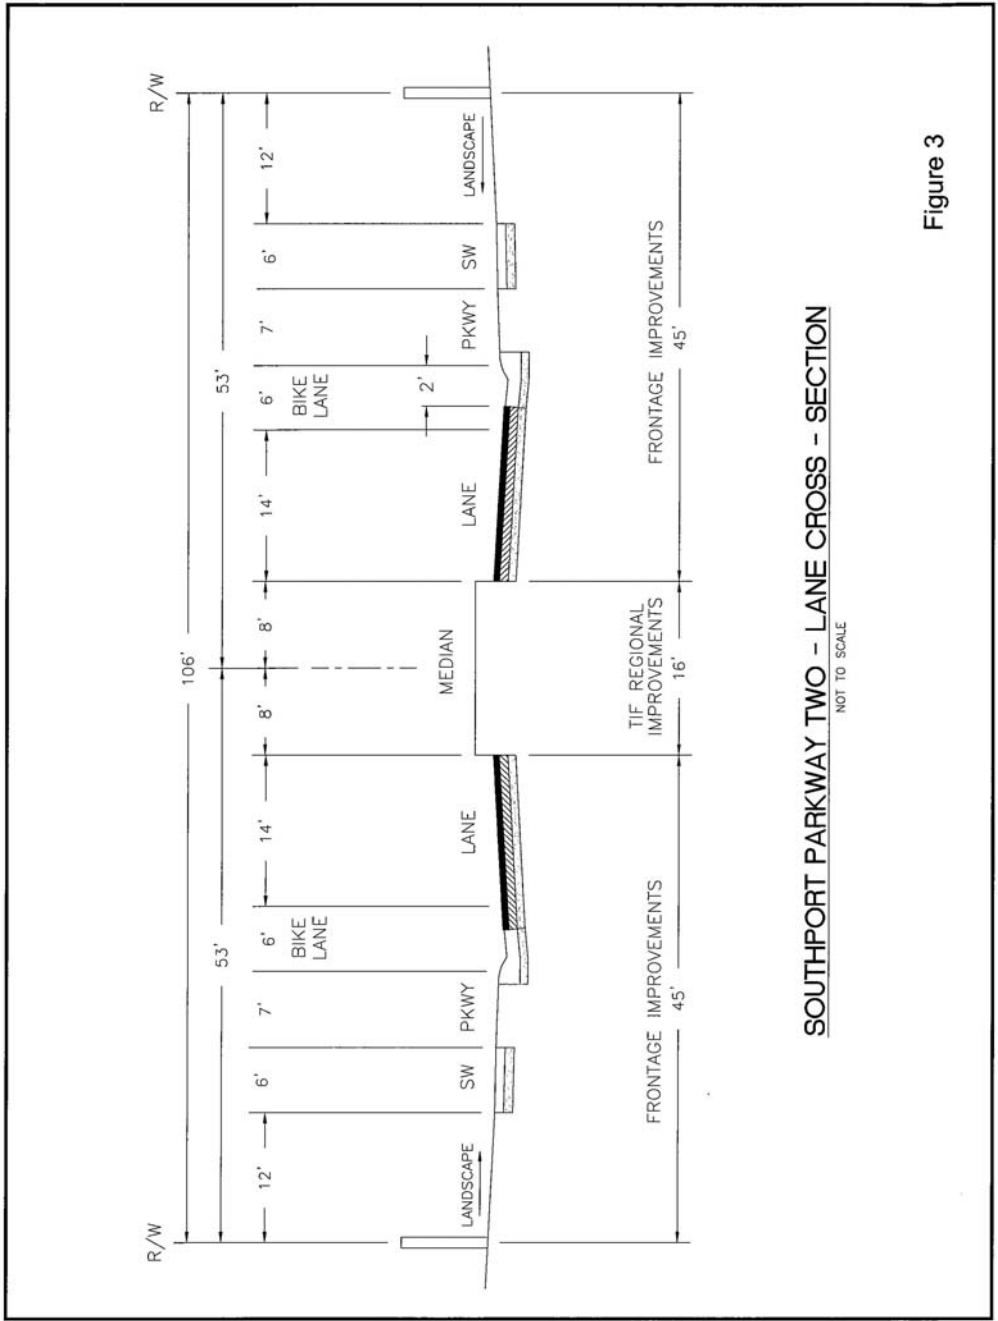 R/W
R/W
106'
53'
53'
12'
6'
7'
6'
14'
8'
8'
14'
6'
7'
6'
12'
BIKE
LANE
BIKE
LANE
2'
LANDSCAPE
SW
PKWY
LANE
MEDIAN
LANE
PKWY
SW
LANDSCAPE
FRONTAGE IMPROVEMENTS
45'
TIF REGIONAL
IMPROVEMENTS
16'
FRONTAGE IMPROVEMENTS
45'
SOUTHPORT PARKWAY TWO - LANE CROSS - SECTION
NOT TO SCALE
Figure 3